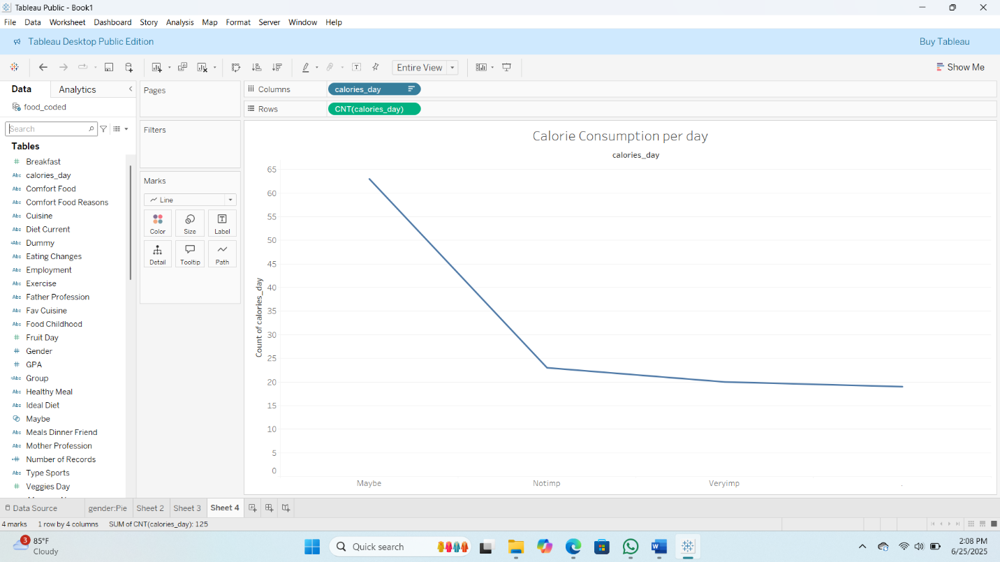 Tableau Public - Book1
File Data Worksheet Dashboard Story Analysis Map Format Server Window Help
Tableau Desktop Public Edition Buy Tableau
Entire View Show Me
Data Analytics
food_coded
Search
Tables
Breakfast
calories_day
Comfort Food
Comfort Food Reasons
Cuisine
Diet Current
Dummy
Eating Changes
Employment
Exercise
Father Profession
Fav Cuisine
Food Childhood
Fruit Day
Gender
GPA
Group
Healthy Meal
Ideal Diet
Maybe
Meals Dinner Friend
Mother Profession
Number of Records
Type Sports
Veggies Day
Pages
Filters
Marks
Line
Color Size Label
Detail Tooltip Path
Columns calories_day
Rows CNT(calories_day)
Calorie Consumption per day
calories_day
Count of calories_day
65
60
55
50
45
40
35
30
25
20
15
10
5
0
Maybe Notimp Veryimp .
Data Source gender:Pie Sheet 2 Sheet 3 Sheet 4
4 marks 1 row by 4 columns SUM of CNT(calories_day): 125
3 85°F
Cloudy
Quick search
2:08 PM
6/25/2025